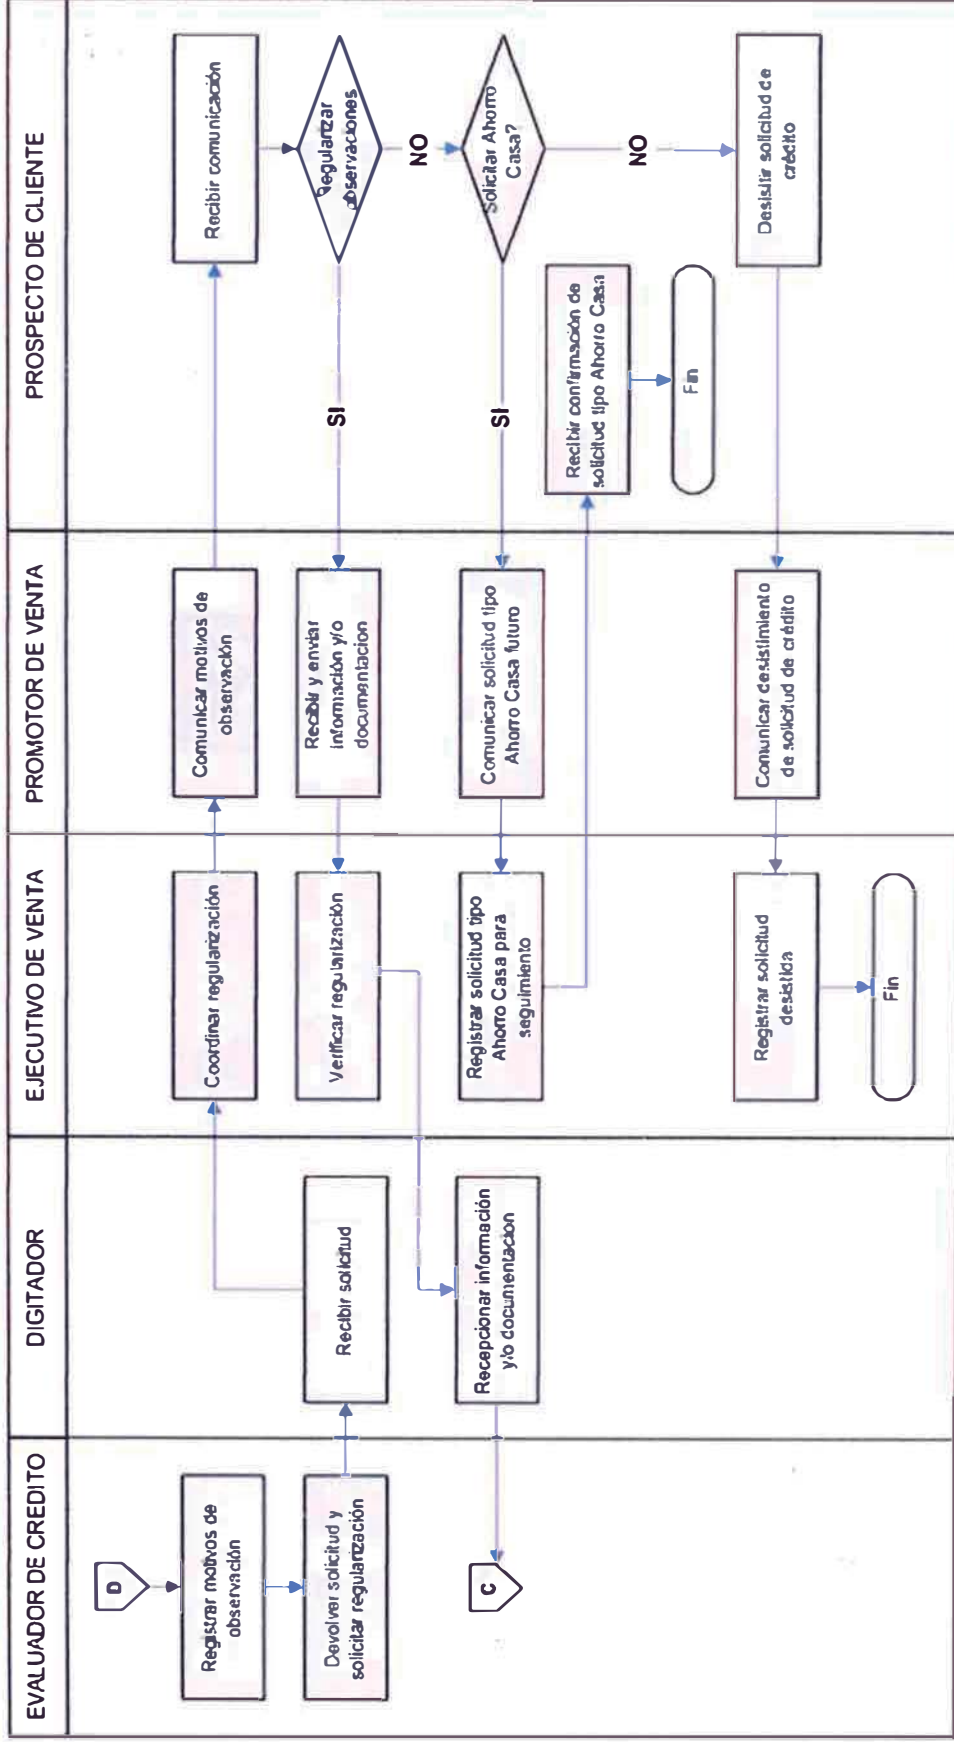 EVALUADOR DE CREDITO
DIGITADOR
EJECUTIVO DE VENTA
PROMOTOR DE VENTA
PROSPECTO DE CLIENTE
D
Registrar motivos de
observación
Devolver solicitud y
solicitar regularización
Recibir solicitud
Coordinar regularización
Comunicar motivos de
observación
Recibir comunicación
Regularizar
observaciones
SI
NO
Recibir y enviar
información y/o
documentacion
Verificar regularización
Recepcionar información
y/o documentacion
C
Solicitar Ahorro
Casa?
SI
NO
Comunicar solicitud tipo
Ahorro Casa futuro
Registrar solicitud tipo
Ahorro Casa para
seguimiento
Recibir confirmación de
solicitud tipo Ahorro Casa
Fin
Desistir solicitud de
crédito
Comunicar desistimiento
de solicitud de crédito
Registrar solicitud
desistida
Fin